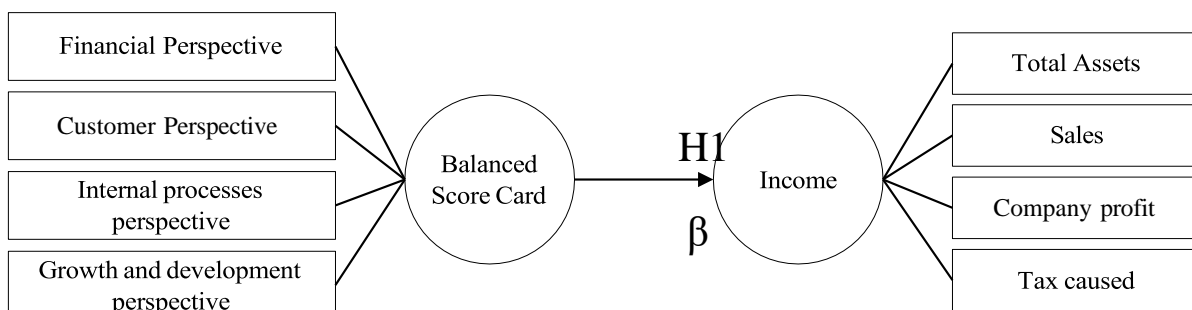 Financial Perspective
Customer Perspective
Internal processes
perspective
Growth and development
perspective
Balanced
Score Card
H1
β
Income
Total Assets
Sales
Company profit
Tax caused